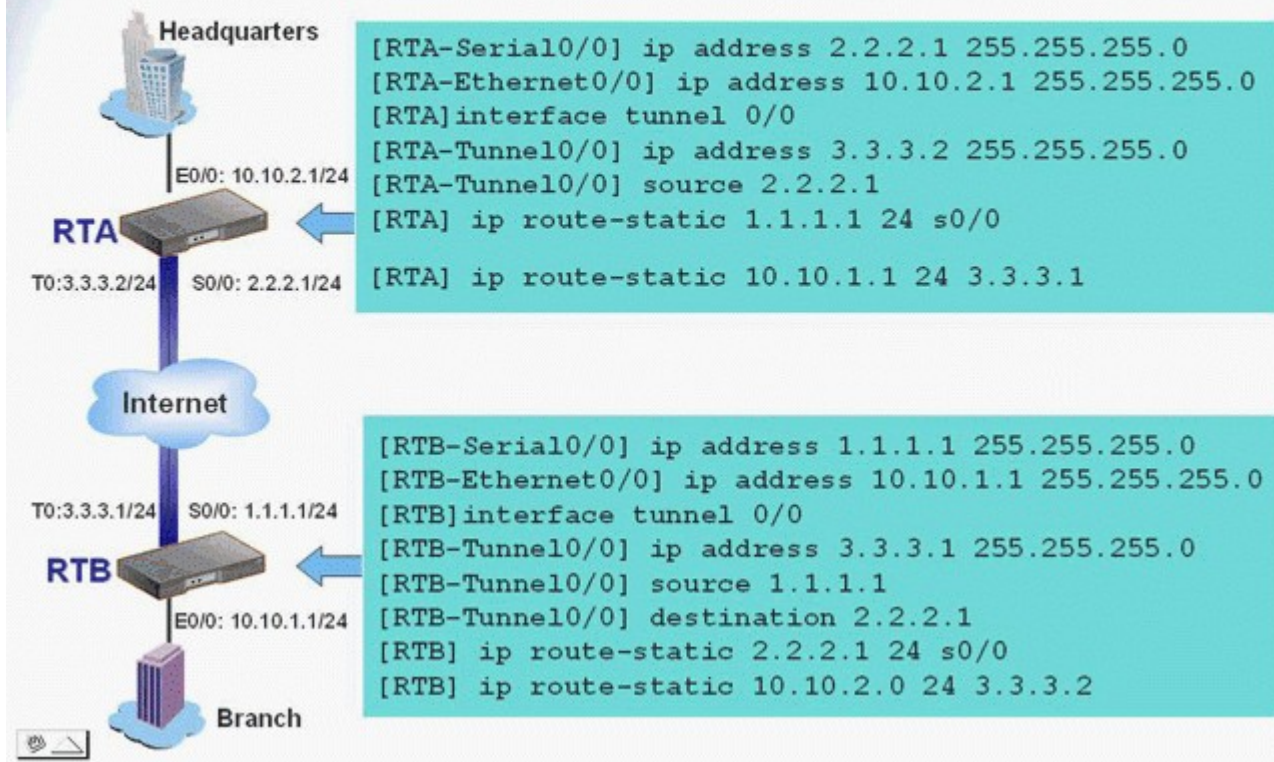 Headquarters
[RTA-Serial0/0] ip address 2.2.2.1 255.255.255.0
[RTA-Ethernet0/0] ip address 10.10.2.1 255.255.255.0
[RTA]interface tunnel 0/0
[RTA-Tunnel0/0] ip address 3.3.3.2 255.255.255.0
[RTA-Tunnel0/0] source 2.2.2.1
[RTA] ip route-static 1.1.1.1 24 s0/0
[RTA] ip route-static 10.10.1.1 24 3.3.3.1
E0/0: 10.10.2.1/24
RTA
T0:3.3.3.2/24 S0/0: 2.2.2.1/24
Internet
[RTB-Serial0/0] ip address 1.1.1.1 255.255.255.0
[RTB-Ethernet0/0] ip address 10.10.1.1 255.255.255.0
[RTB]interface tunnel 0/0
[RTB-Tunnel0/0] ip address 3.3.3.1 255.255.255.0
[RTB-Tunnel0/0] source 1.1.1.1
[RTB-Tunnel0/0] destination 2.2.2.1
[RTB] ip route-static 2.2.2.1 24 s0/0
[RTB] ip route-static 10.10.2.0 24 3.3.3.2
T0:3.3.3.1/24 S0/0: 1.1.1.1/24
RTB
E0/0: 10.10.1.1/24
Branch